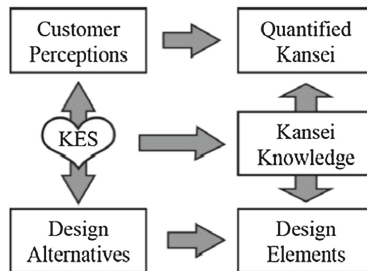 Customer
Perceptions
Quantified
Kansei
KES
Kansei
Knowledge
Design
Alternatives
Design
Elements